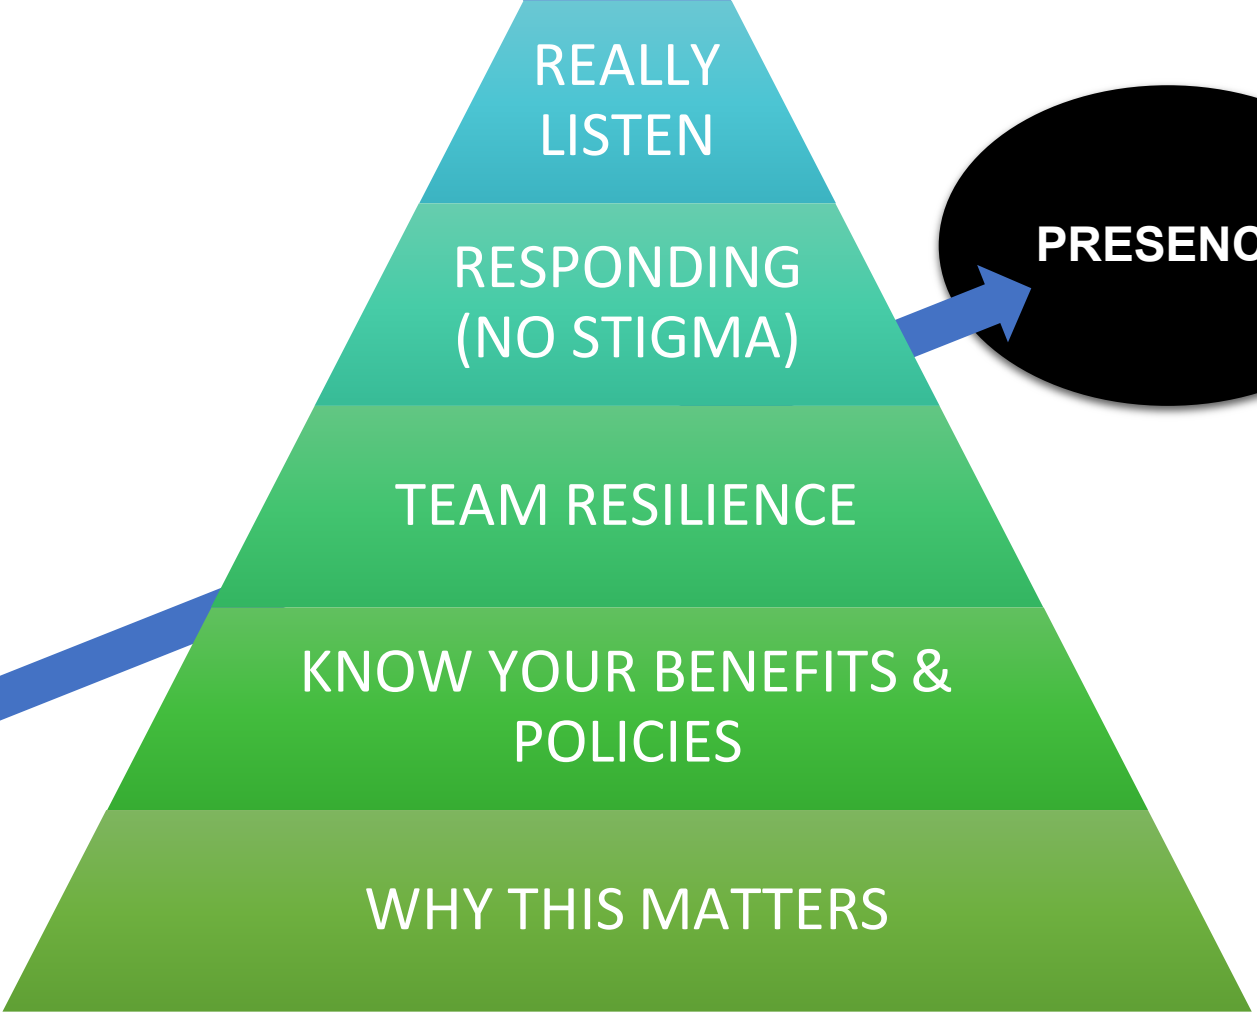 REALLY
LISTEN
RESPONDING
(NO STIGMA)
PRESENC
TEAM RESILIENCE
KNOW YOUR BENEFITS &
POLICIES
WHY THIS MATTERS